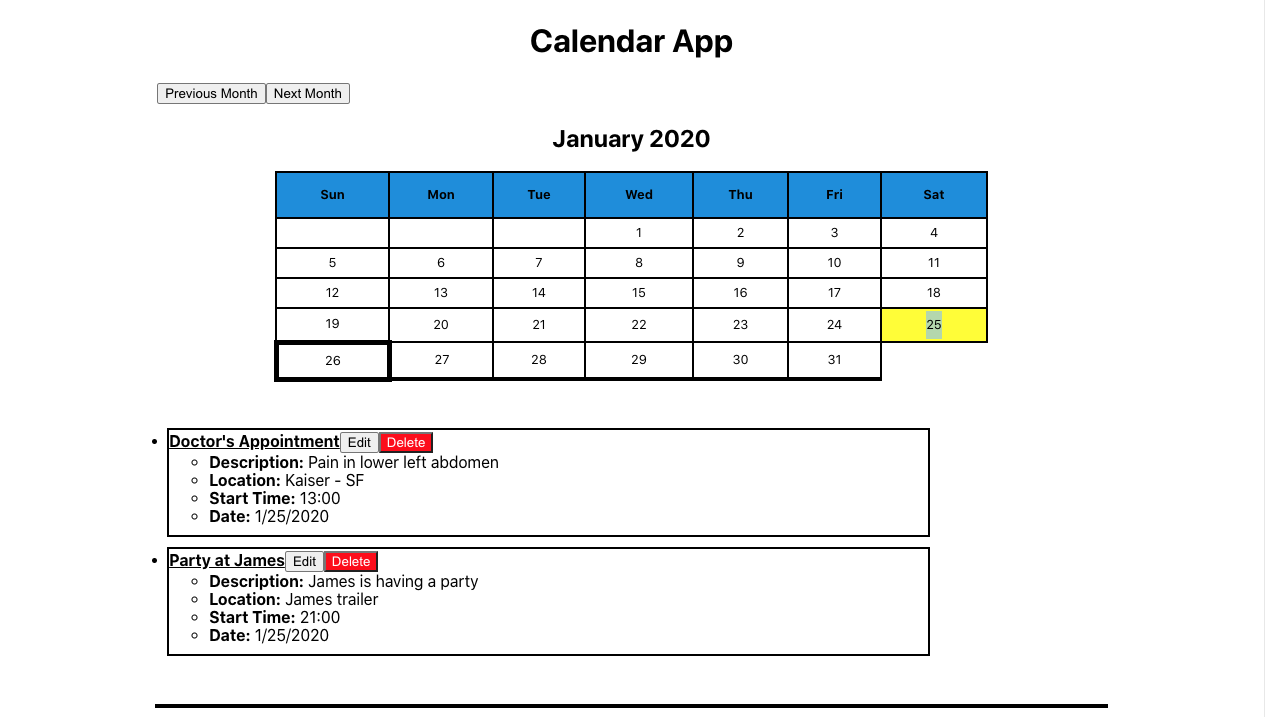 Calendar App
Previous Month Next Month
January 2020
Sun Mon Tue Wed Thu Fri Sat
1 2 3 4
5 6 7 8 9 10 11
12 13 14 15 16 17 18
19 20 21 22 23 24 25
26 27 28 29 30 31
Doctor's Appointment Edit Delete
Description: Pain in lower left abdomen
Location: Kaiser - SF
Start Time: 13:00
Date: 1/25/2020
Party at James Edit Delete
Description: James is having a party
Location: James trailer
Start Time: 21:00
Date: 1/25/2020